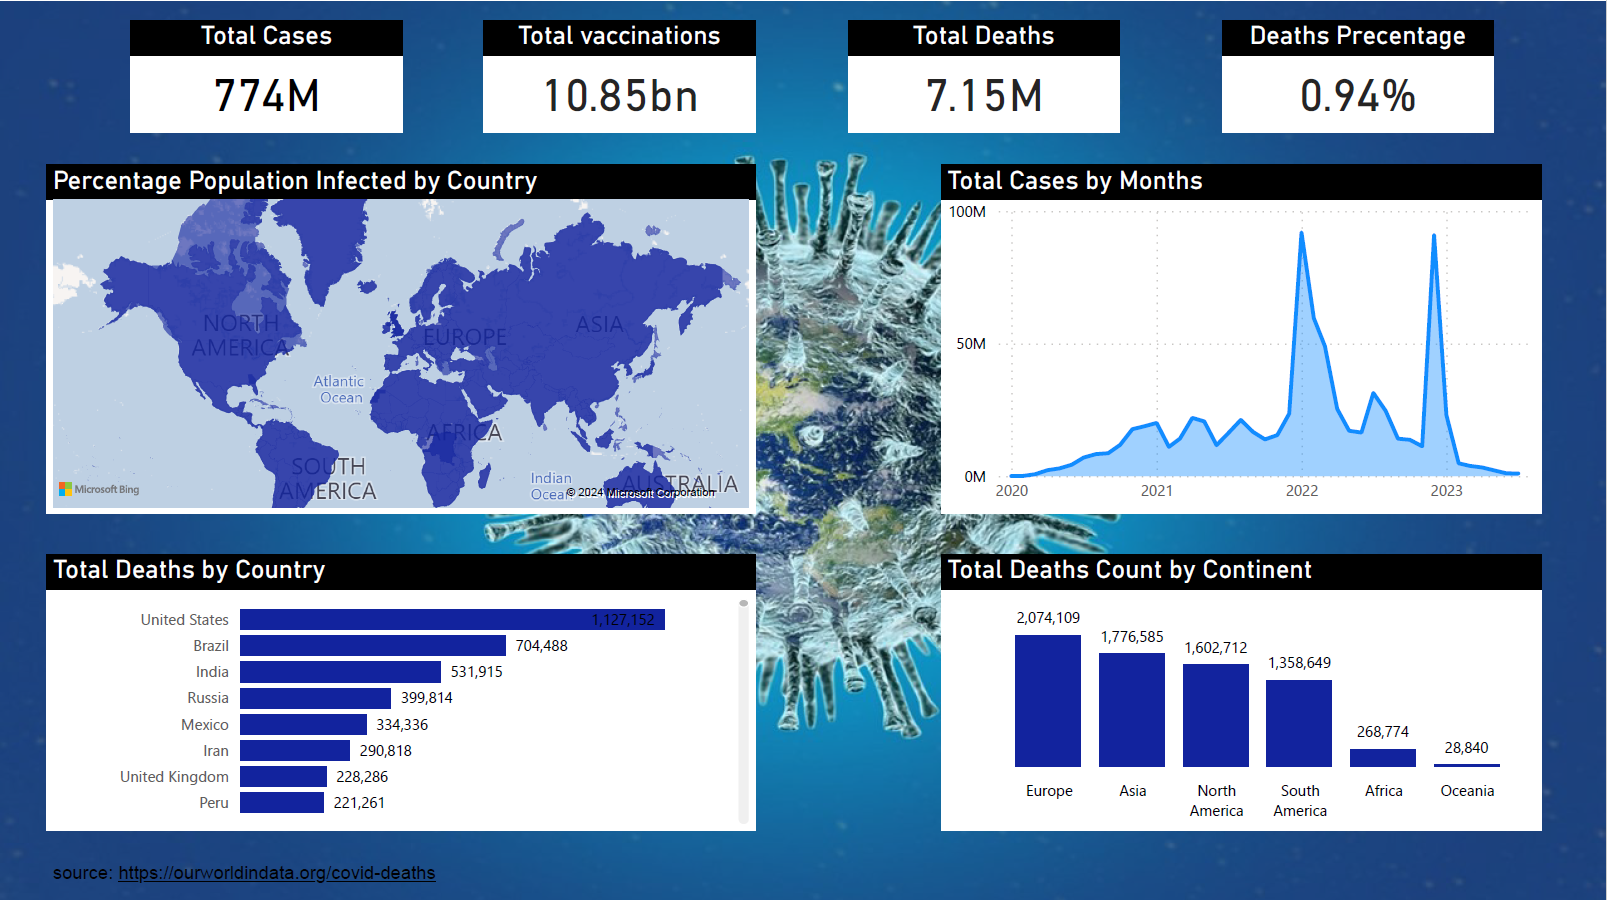 Total Cases
774M
Total vaccinations
10.85bn
Total Deaths
7.15M
Deaths Precentage
0.94%
Percentage Population Infected by Country
NORTH
AMERICA
EUROPE
ASIA
Atlantic
Ocean
AFRICA
SOUTH
AMERICA
Indian
Ocean
AUSTRALIA
Microsoft Bing
© 2024 Microsoft Corporation
Total Cases by Months
100M
50M
0M
2020
2021
2022
2023
Total Deaths by Country
United States 1,127,152
Brazil 704,488
India 531,915
Russia 399,814
Mexico 334,336
Iran 290,818
United Kingdom 228,286
Peru 221,261
Total Deaths Count by Continent
2,074,109
1,776,585
1,602,712
1,358,649
268,774
28,840
Europe
Asia
North
America
South
America
Africa
Oceania
source: https://ourworldindata.org/covid-deaths